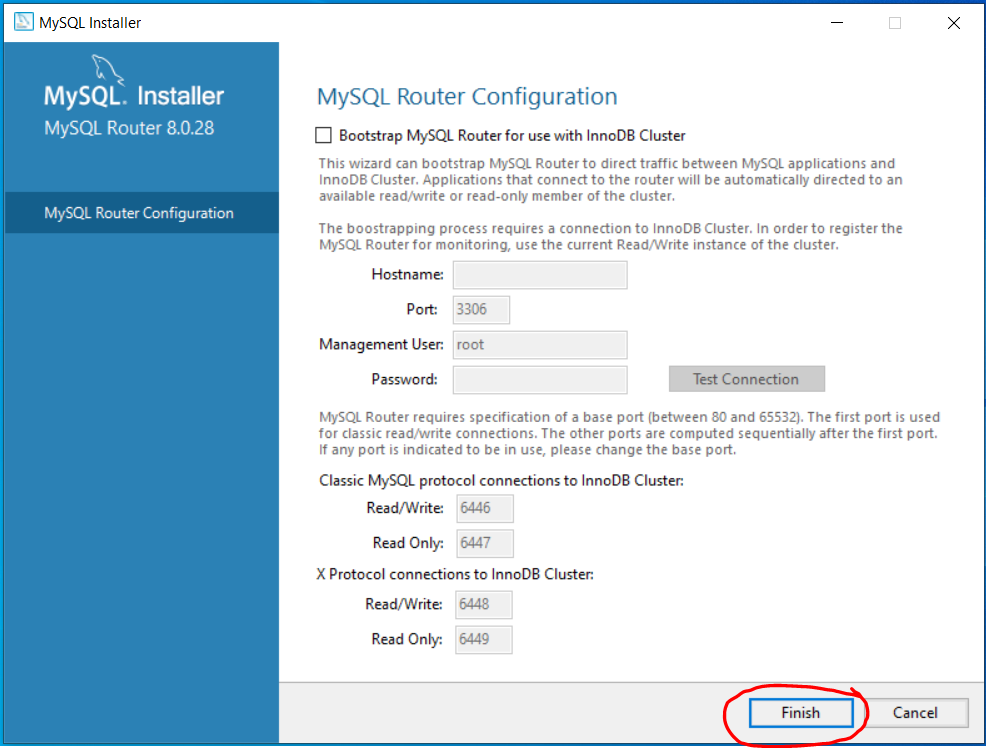 MySQL Installer
MySQL. Installer
MySQL Router 8.0.28
MySQL Router Configuration
MySQL Router Configuration
Bootstrap MySQL Router for use with InnoDB Cluster
This wizard can bootstrap MySQL Router to direct traffic between MySQL applications and
InnoDB Cluster. Applications that connect to the router will be automatically directed to an
available read/write or read-only member of the cluster.
The boostrapping process requires a connection to InnoDB Cluster. In order to register the
MySQL Router for monitoring, use the current Read/Write instance of the cluster.
Hostname:
Port: 3306
Management User: root
Password: Test Connection
MySQL Router requires specification of a base port (between 80 and 65532). The first port is used
for classic read/write connections. The other ports are computed sequentially after the first port.
If any port is indicated to be in use, please change the base port.
Classic MySQL protocol connections to InnoDB Cluster:
Read/Write: 6446
Read Only: 6447
X Protocol connections to InnoDB Cluster:
Read/Write: 6448
Read Only: 6449
Finish Cancel